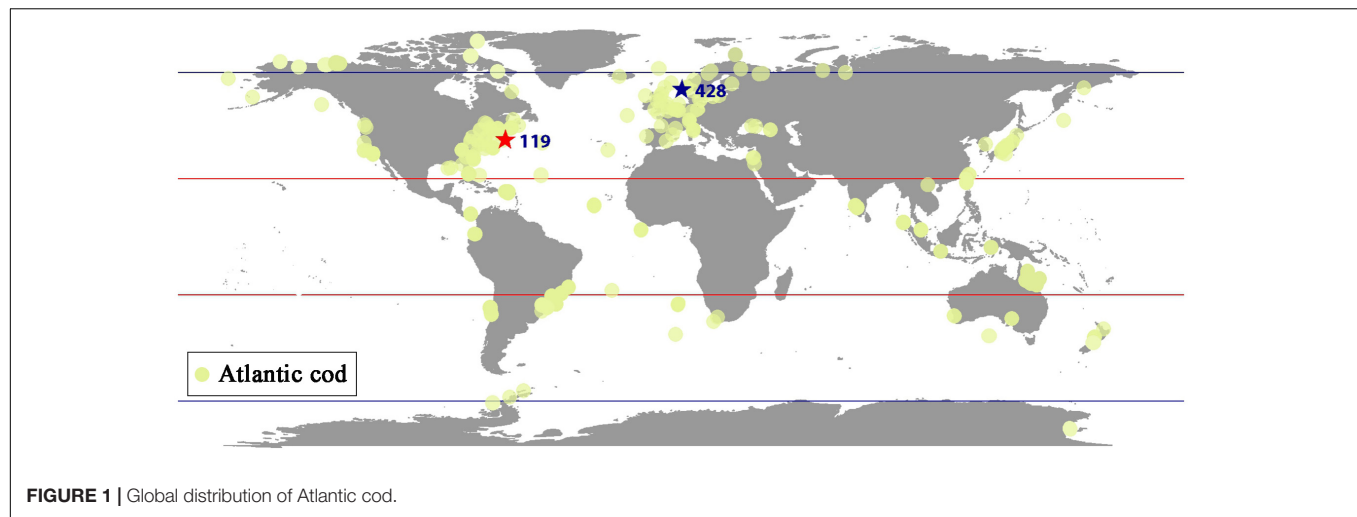 ★ 428
★ 119
Atlantic cod
FIGURE 1 | Global distribution of Atlantic cod.